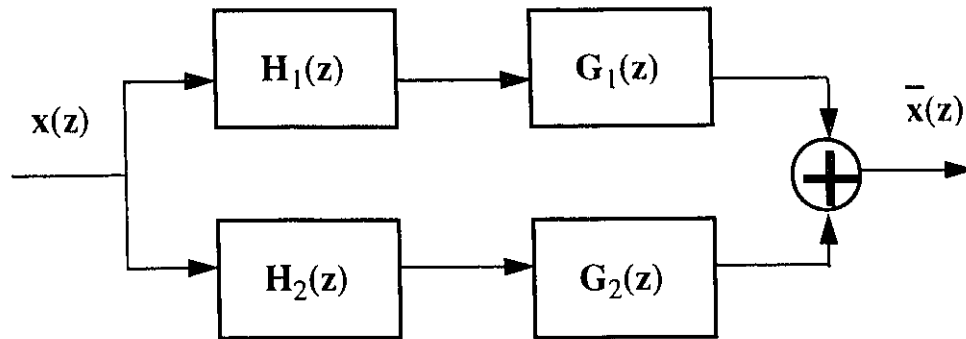 H₁(z)
G₁(z)
x(z)
x̄(z)
H₂(z)
G₂(z)